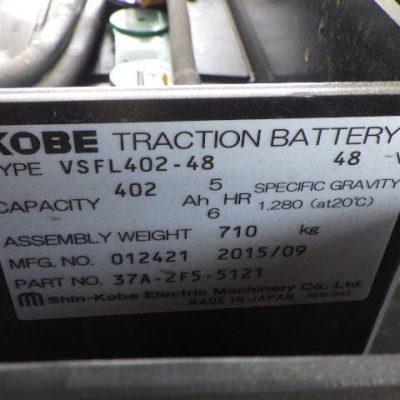 KOBE TRACTION BATTERY
TYPE VSFL402-48 48 V
CAPACITY 402 Ah 5/6 HR SPECIFIC GRAVITY 1.280 (at20℃)
ASSEMBLY WEIGHT 710 kg
MFG. NO. 012421 2015/09
PART NO. 37A-2F5-5121
Shin-Kobe Electric Machinery Co., Ltd.
MADE IN JAPAN